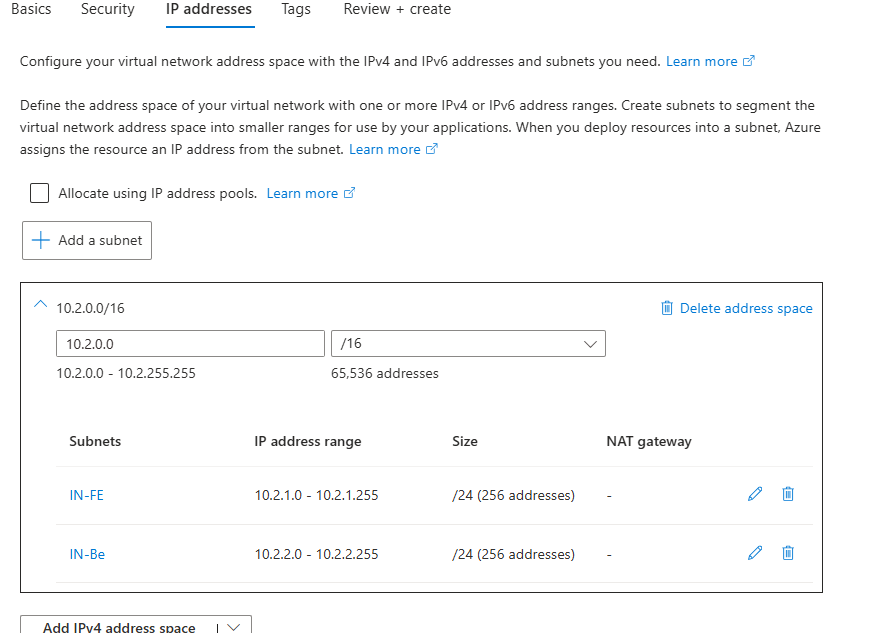 Basics Security IP addresses Tags Review + create
Configure your virtual network address space with the IPv4 and IPv6 addresses and subnets you need. Learn more
Define the address space of your virtual network with one or more IPv4 or IPv6 address ranges. Create subnets to segment the
virtual network address space into smaller ranges for use by your applications. When you deploy resources into a subnet, Azure
assigns the resource an IP address from the subnet. Learn more
Allocate using IP address pools. Learn more
Add a subnet
10.2.0.0/16 Delete address space
10.2.0.0 /16
10.2.0.0 - 10.2.255.255 65,536 addresses
Subnets IP address range Size NAT gateway
IN-FE 10.2.1.0 - 10.2.1.255 /24 (256 addresses) -
IN-Be 10.2.2.0 - 10.2.2.255 /24 (256 addresses) -
Add IPv4 address space